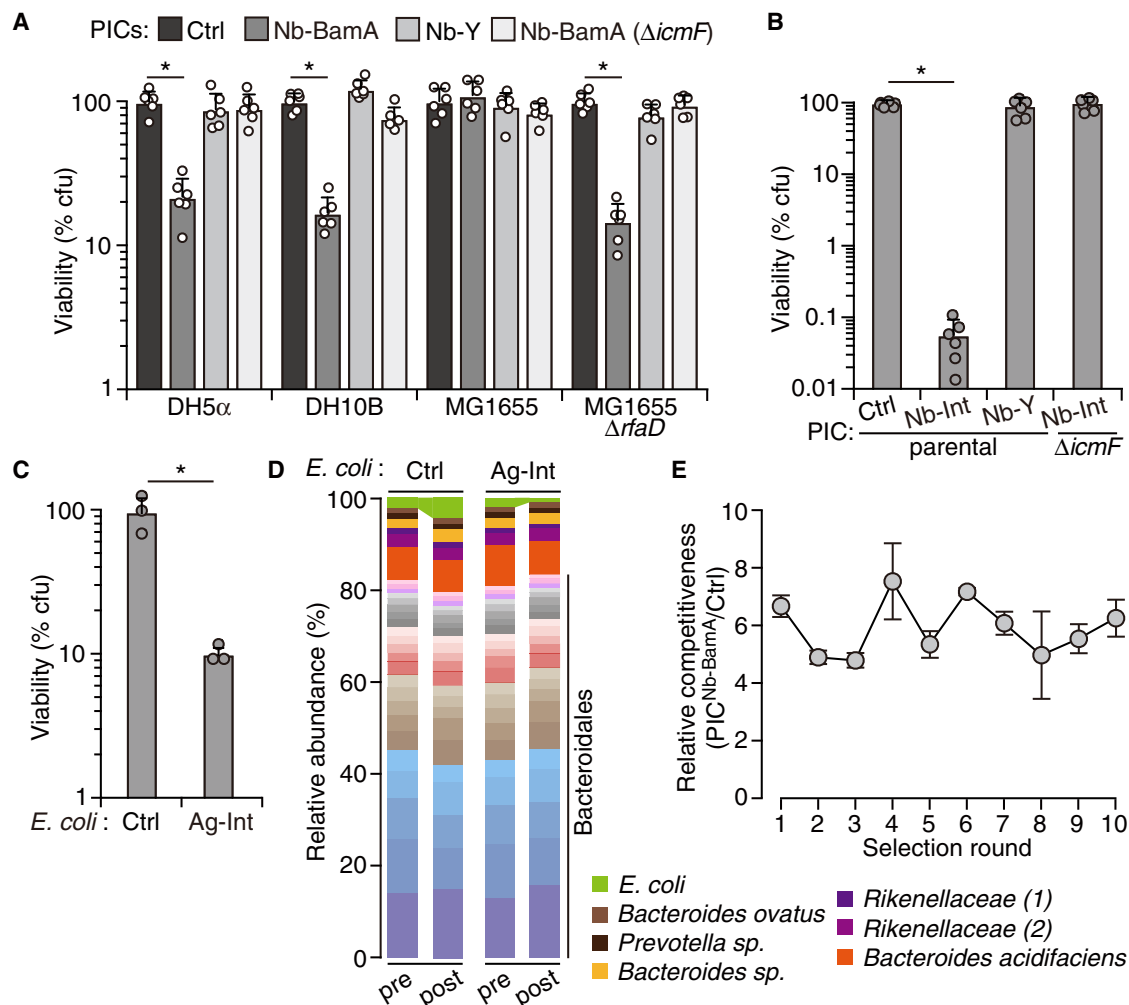 A
PICs: Ctrl Nb-BamA Nb-Y Nb-BamA (ΔicmF)
* * *
Viability (% cfu)
100
10
1
DH5α DH10B MG1655 MG1655
ΔrfaD
B
*
Viability (% cfu)
100
10
1
0.1
0.01
Ctrl Nb-Int Nb-Y Nb-Int
PIC: parental ΔicmF
C
*
Viability (% cfu)
100
10
1
E. coli : Ctrl Ag-Int
D
E. coli : Ctrl Ag-Int
Relative abundance (%)
100
80
60
40
20
0
pre post pre post
Bacteroidales
E. coli
Bacteroides ovatus
Prevotella sp.
Bacteroides sp.
Rikenellaceae (1)
Rikenellaceae (2)
Bacteroides acidifaciens
E
Relative competitiveness
(PICNb-BamA/Ctrl)
10
8
6
4
2
0
1 2 3 4 5 6 7 8 9 10
Selection round